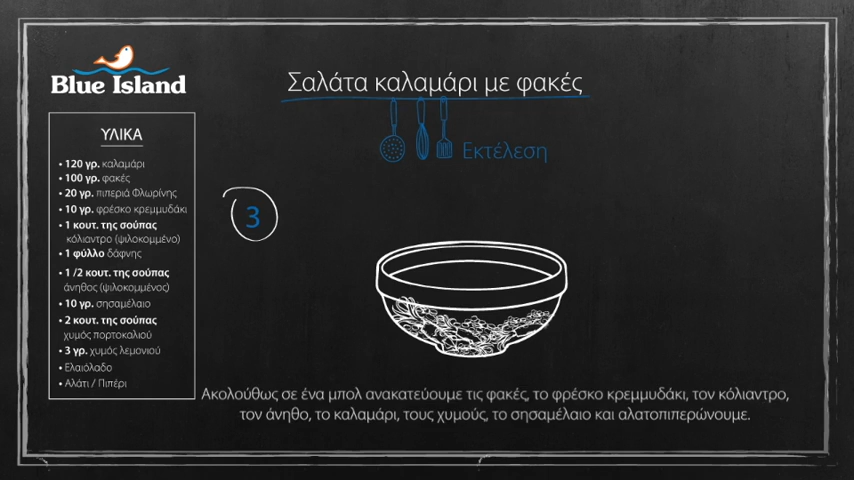 Blue Island
Σαλάτα καλαμάρι με φακές
Εκτέλεση
ΥΛΙΚΑ
• 120 γρ. καλαμάρι
• 100 γρ. φακές
• 20 γρ. πιπεριά Φλωρίνης
• 10 γρ. φρέσκο κρεμμυδάκι
• 1 κουτ. της σούπας
κόλιαντρο (ψιλοκομμένο)
• 1 φύλλο δάφνης
• 1 /2 κουτ. της σούπας
άνηθος (ψιλοκομμένος)
• 10 γρ. σησαμέλαιο
• 2 κουτ. της σούπας
χυμός πορτοκαλιού
• 3 γρ. χυμός λεμονιού
• Ελαιόλαδο
• Αλάτι / Πιπέρι
3
Ακολούθως σε ένα μπολ ανακατεύουμε τις φακές, το φρέσκο κρεμμυδάκι, τον κόλιαντρο,
τον άνηθο, το καλαμάρι, τους χυμούς, το σησαμέλαιο και αλατοπιπερώνουμε.